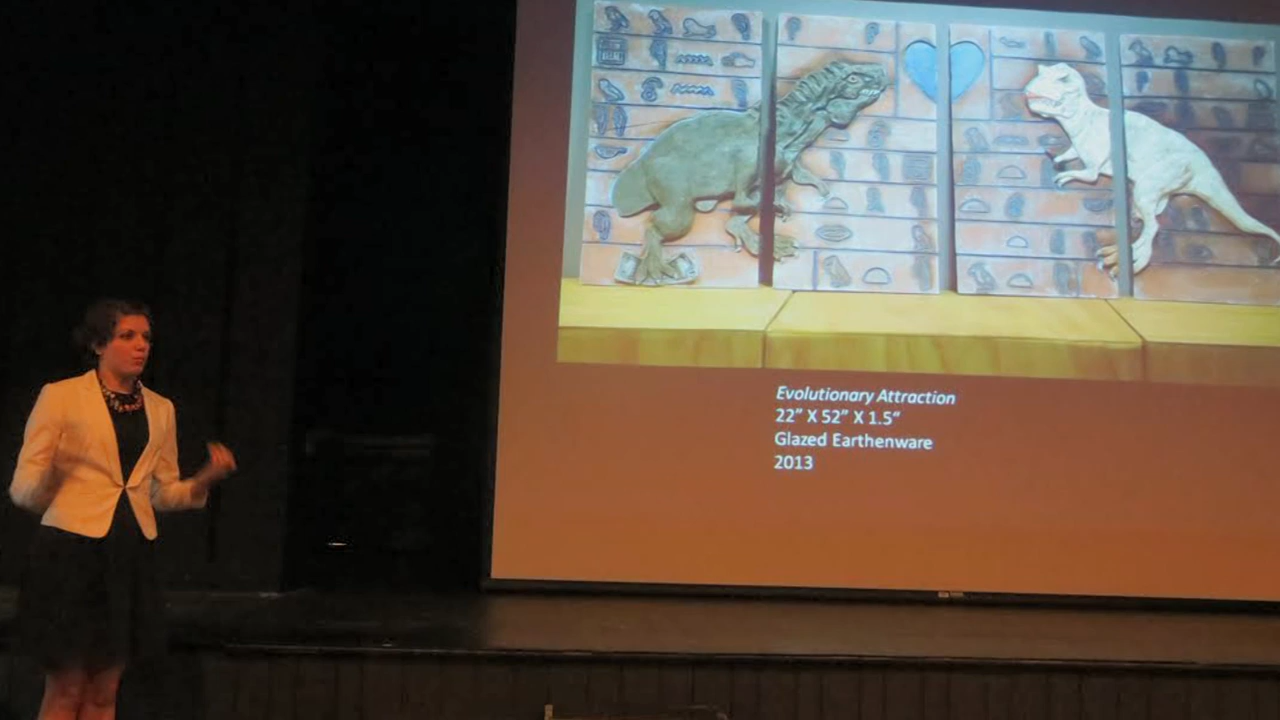 Evolutionary Attraction
22” X 52” X 1.5“
Glazed Earthenware
2013